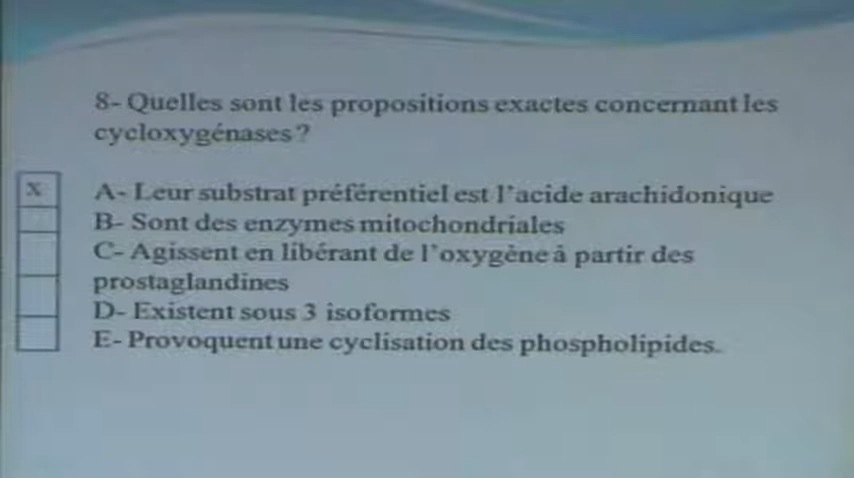 8- Quelles sont les propositions exactes concernant les
cycloxygénases ?
X
A- Leur substrat préférentiel est l'acide arachidonique
B- Sont des enzymes mitochondriales
C- Agissent en libérant de l'oxygène à partir des
prostaglandines
D- Existent sous 3 isoformes
E- Provoquent une cyclisation des phospholipides.